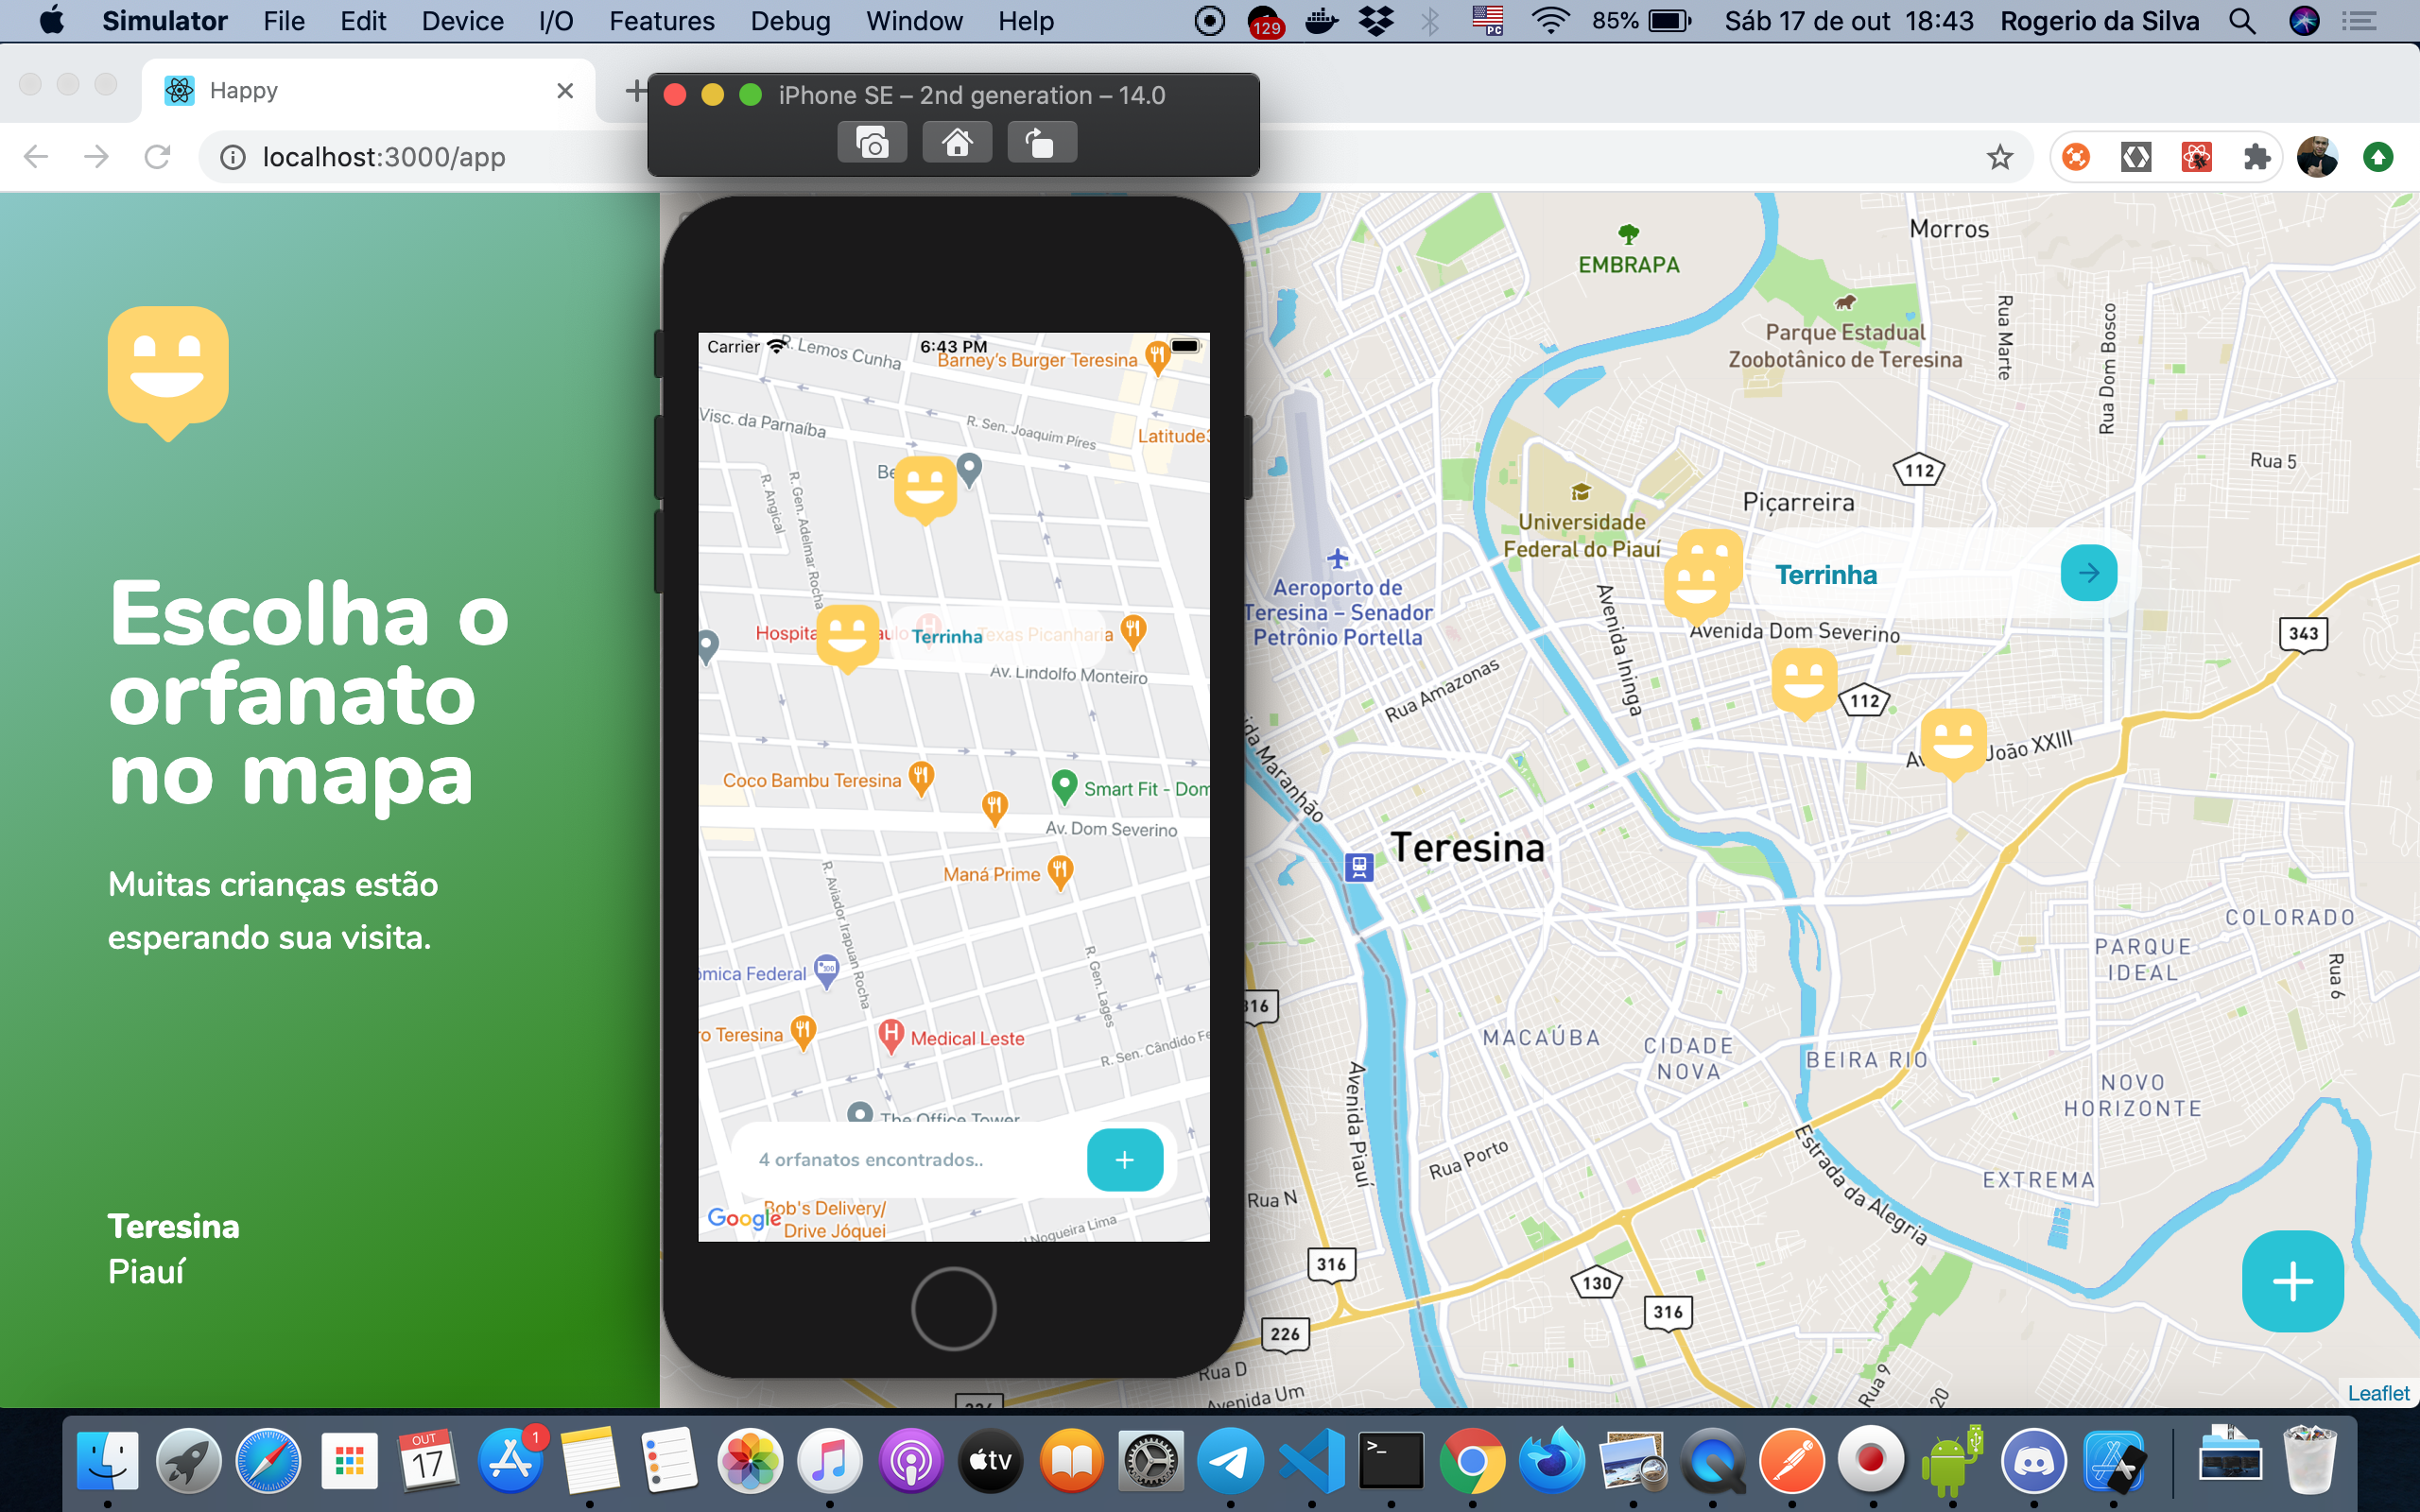 Simulator File Edit Device I/O Features Debug Window Help
129 PC 85% Sáb 17 de out 18:43 Rogerio da Silva
Happy
iPhone SE – 2nd generation – 14.0
localhost:3000/app
Escolha o
orfanato
no mapa
Muitas crianças estão
esperando sua visita.
Teresina
Piauí
Carrier 6:43 PM
R. Lemos Cunha
Barney's Burger Teresina
Visc. da Parnaíba
R. Sen. Joaquim Pires
Latitude
Be
R. Angical
R. Gen. Adelmar Rocha
Hospita
aulo
Terrinha
Texas Picanharia
Av. Lindolfo Monteiro
Coco Bambu Teresina
Smart Fit - Dom
Av. Dom Severino
Maná Prime
R. Aviador Irapuan Rocha
R. Gen. Lages
ômica Federal
o Teresina
Medical Leste
R. Sen. Cândido Fe
The Office Tower
4 orfanatos encontrados..
Google
Bob's Delivery/
Drive Jóquei
Nogueira Lima
Morros
EMBRAPA
Parque Estadual
Zoobotânico de Teresina
Rua Marte
Rua Dom Bosco
112
Rua 5
Piçarreira
Universidade
Federal do Piauí
Terrinha
Aeroporto de
Teresina – Senador
Petrônio Portella
Avenida Dom Severino
343
Avenida Ininga
Rua Amazonas
112
João XXIII
ida Maranhão
Teresina
COLORADO
PARQUE
IDEAL
Rua 6
316
MACAÚBA
CIDADE
NOVA
BEIRA RIO
NOVO
HORIZONTE
Avenida Piauí
Rua Porto
Estrada da Alegria
EXTREMA
Rua N
316
130
316
226
Rua D
Avenida Um
Rua 9
20
Leaflet
OUT
17
1
tv
>_